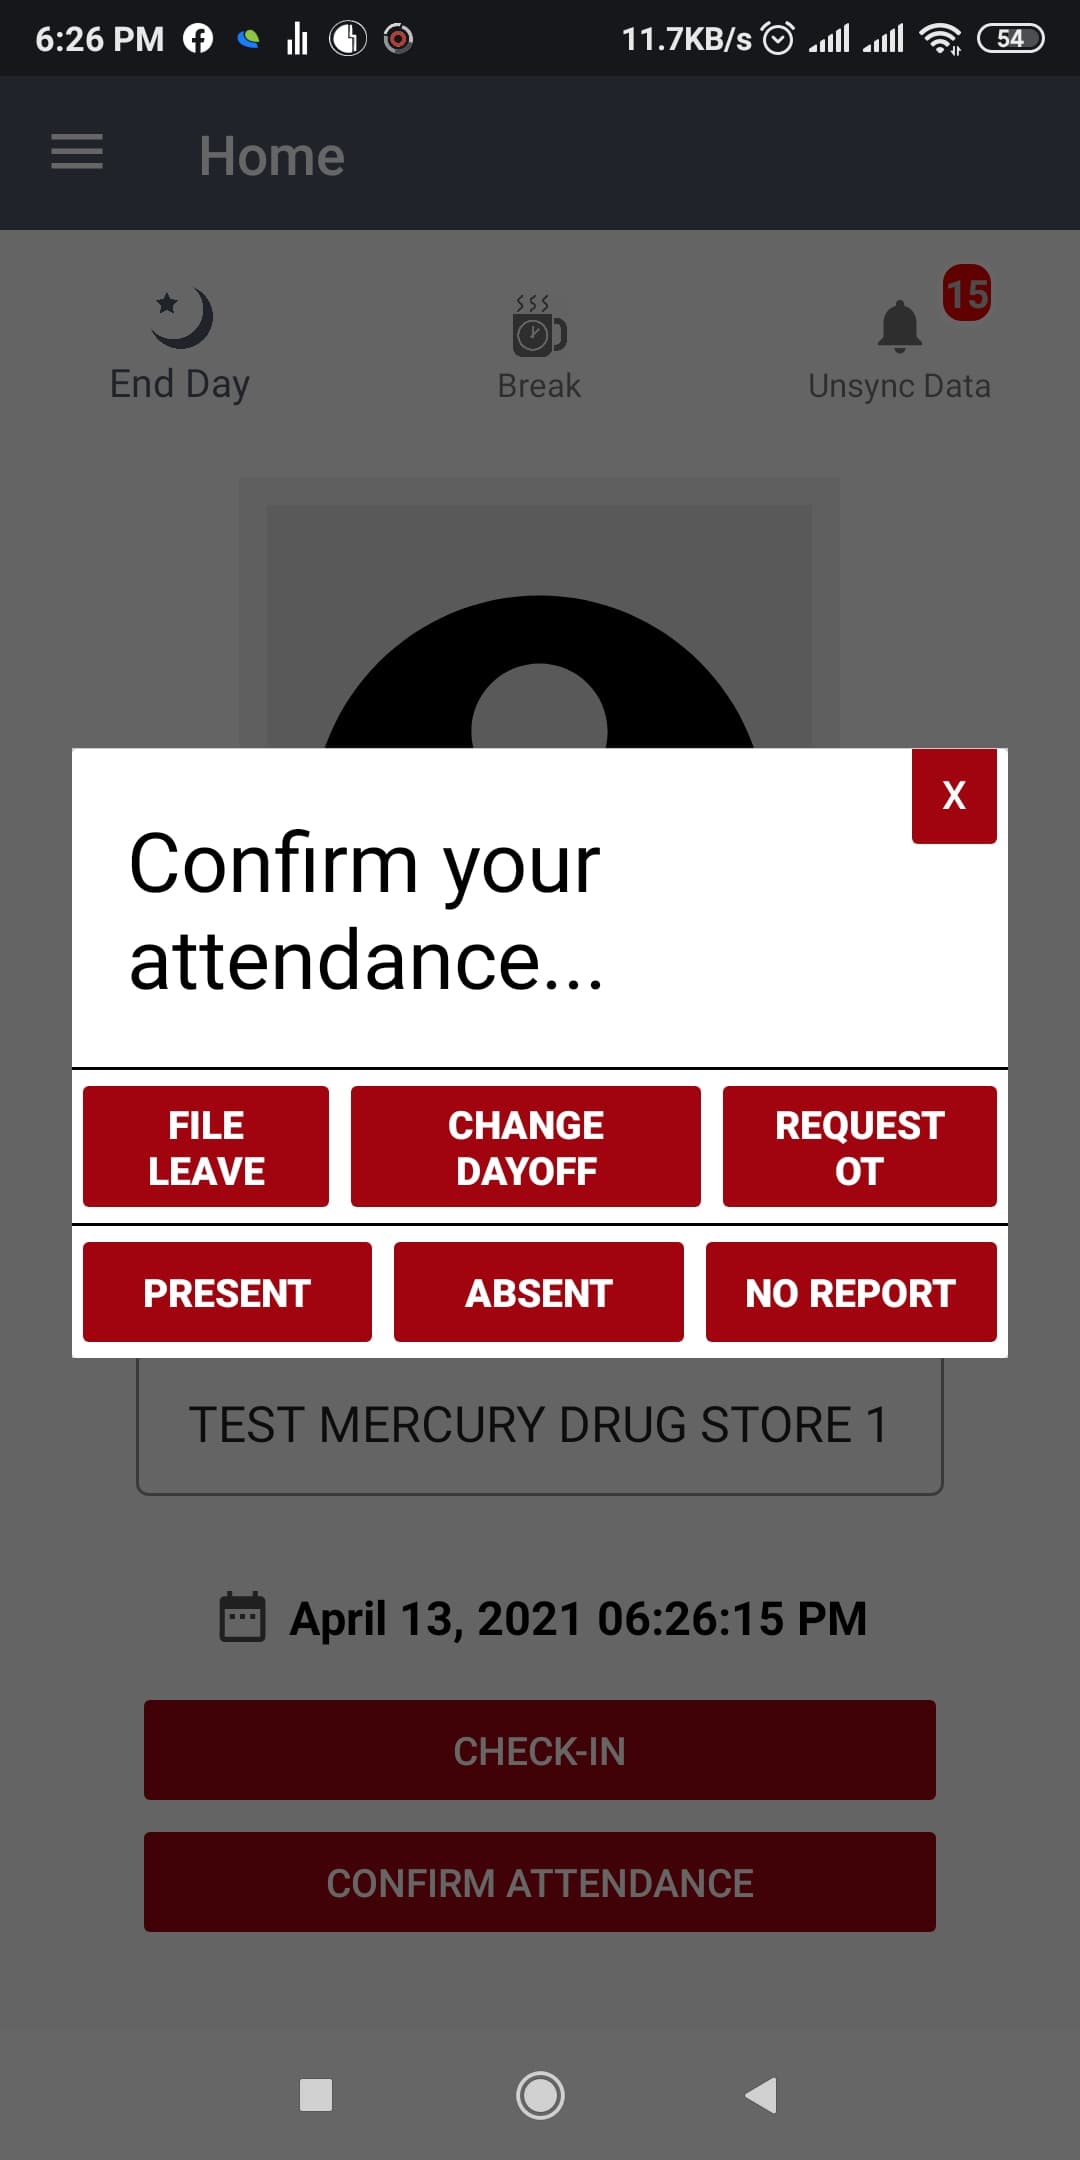 6:26 PM 11.7KB/s 54
Home
15
End Day Break Unsync Data
X
Confirm your
attendance...
FILE LEAVE
CHANGE DAYOFF
REQUEST OT
PRESENT ABSENT NO REPORT
TEST MERCURY DRUG STORE 1
April 13, 2021 06:26:15 PM
CHECK-IN
CONFIRM ATTENDANCE